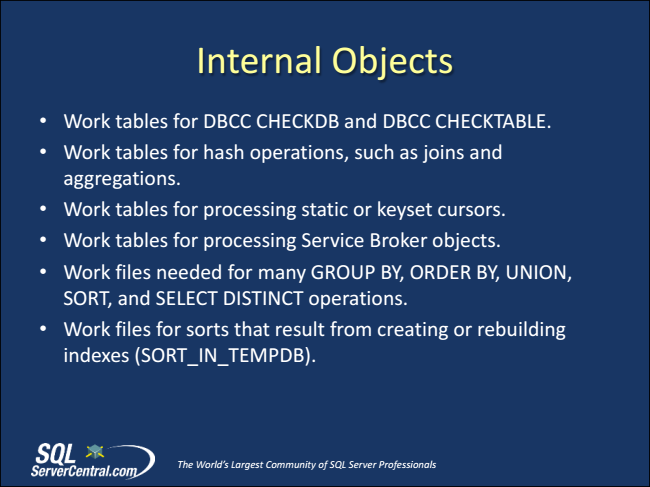 Internal Objects
• Work tables for DBCC CHECKDB and DBCC CHECKTABLE.
• Work tables for hash operations, such as joins and
aggregations.
• Work tables for processing static or keyset cursors.
• Work tables for processing Service Broker objects.
• Work files needed for many GROUP BY, ORDER BY, UNION,
SORT, and SELECT DISTINCT operations.
• Work files for sorts that result from creating or rebuilding
indexes (SORT_IN_TEMPDB).
SQL
ServerCentral.com
The World's Largest Community of SQL Server Professionals